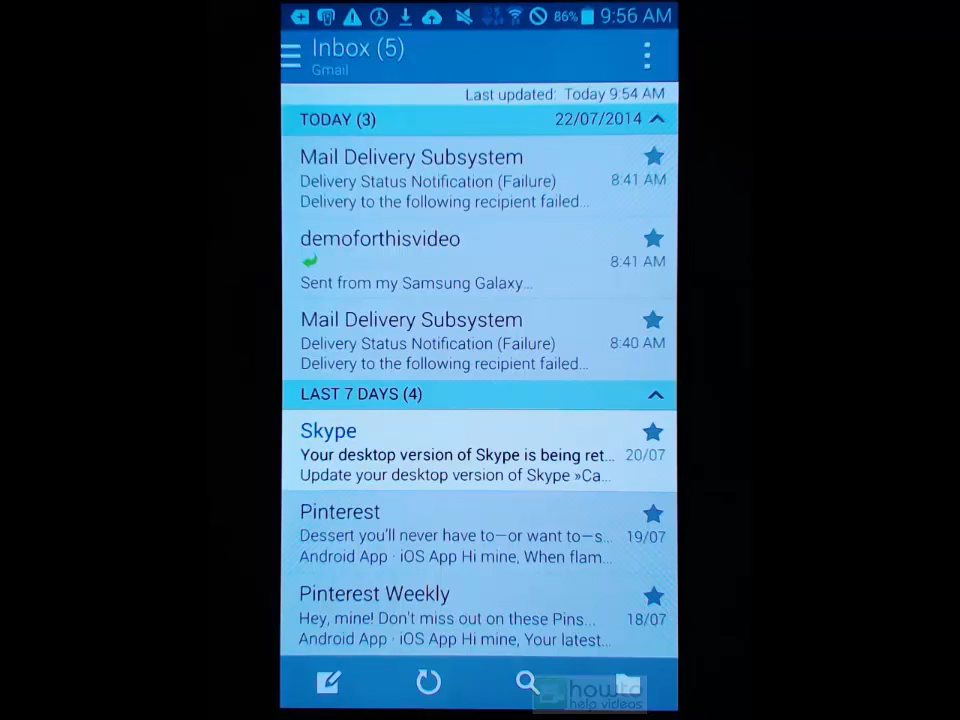 86% 9:56 AM
Inbox (5)
Gmail
Last updated: Today 9:54 AM
TODAY (3) 22/07/2014
Mail Delivery Subsystem
Delivery Status Notification (Failure) 8:41 AM
Delivery to the following recipient failed...
demoforthisvideo
8:41 AM
Sent from my Samsung Galaxy...
Mail Delivery Subsystem
Delivery Status Notification (Failure) 8:40 AM
Delivery to the following recipient failed...
LAST 7 DAYS (4)
Skype
Your desktop version of Skype is being ret... 20/07
Update your desktop version of Skype »Ca...
Pinterest
Dessert you'll never have to—or want to—s... 19/07
Android App · iOS App Hi mine, When flam...
Pinterest Weekly
Hey, mine! Don't miss out on these Pins... 18/07
Android App · iOS App Hi mine, Your latest...
howto
help videos